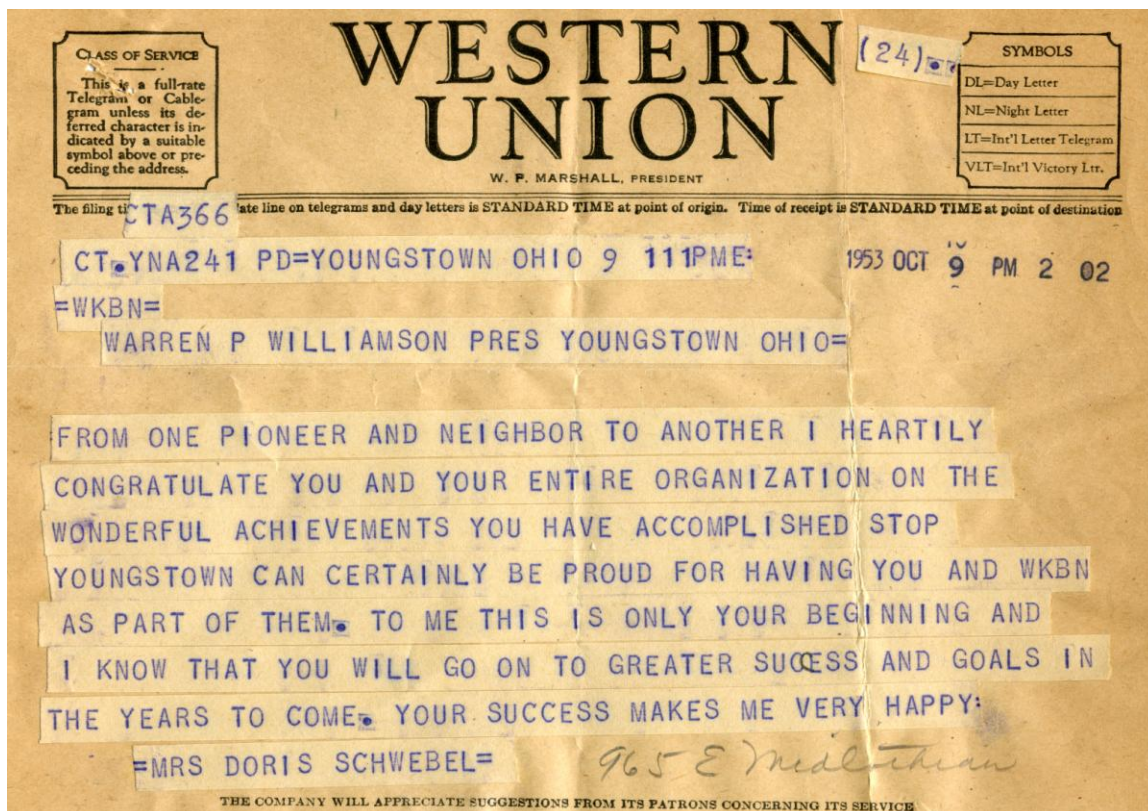 CLASS OF SERVICE
This is a full-rate
Telegram or Cable-
gram unless its de-
ferred character is in-
dicated by a suitable
symbol above or pre-
ceding the address.
WESTERN
UNION
W. P. MARSHALL, PRESIDENT
(24)..
SYMBOLS
DL=Day Letter
NL=Night Letter
LT=Int'l Letter Telegram
VLT=Int'l Victory Ltr.
The filing ti ate line on telegrams and day letters is STANDARD TIME at point of origin. Time of receipt is STANDARD TIME at point of destination
CTA366
CT.YNA241 PD=YOUNGSTOWN OHIO 9 111PME:
1953 OCT 9 PM 2 02
=WKBN=
WARREN P WILLIAMSON PRES YOUNGSTOWN OHIO=
FROM ONE PIONEER AND NEIGHBOR TO ANOTHER I HEARTILY
CONGRATULATE YOU AND YOUR ENTIRE ORGANIZATION ON THE
WONDERFUL ACHIEVEMENTS YOU HAVE ACCOMPLISHED STOP
YOUNGSTOWN CAN CERTAINLY BE PROUD FOR HAVING YOU AND WKBN
AS PART OF THEM. TO ME THIS IS ONLY YOUR BEGINNING AND
I KNOW THAT YOU WILL GO ON TO GREATER SUCESS AND GOALS IN
THE YEARS TO COME. YOUR SUCCESS MAKES ME VERY HAPPY:
=MRS DORIS SCHWEBEL=
965 E Midlothian
THE COMPANY WILL APPRECIATE SUGGESTIONS FROM ITS PATRONS CONCERNING ITS SERVICE